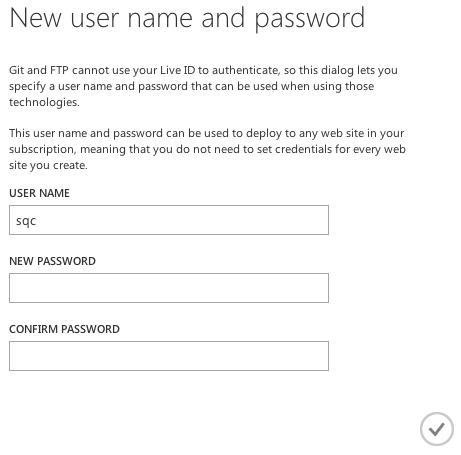 New user name and password
Git and FTP cannot use your Live ID to authenticate, so this dialog lets you
specify a user name and password that can be used when using those
technologies.
This user name and password can be used to deploy to any web site in your
subscription, meaning that you do not need to set credentials for every web
site you create.
USER NAME
sqc
NEW PASSWORD
CONFIRM PASSWORD